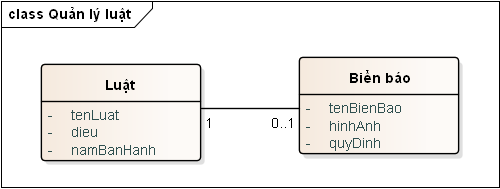 class Quản lý luật
Luật
- tenLuat
- dieu
- namBanHanh
1
0..1
Biển báo
- tenBienBao
- hinhAnh
- quyDinh